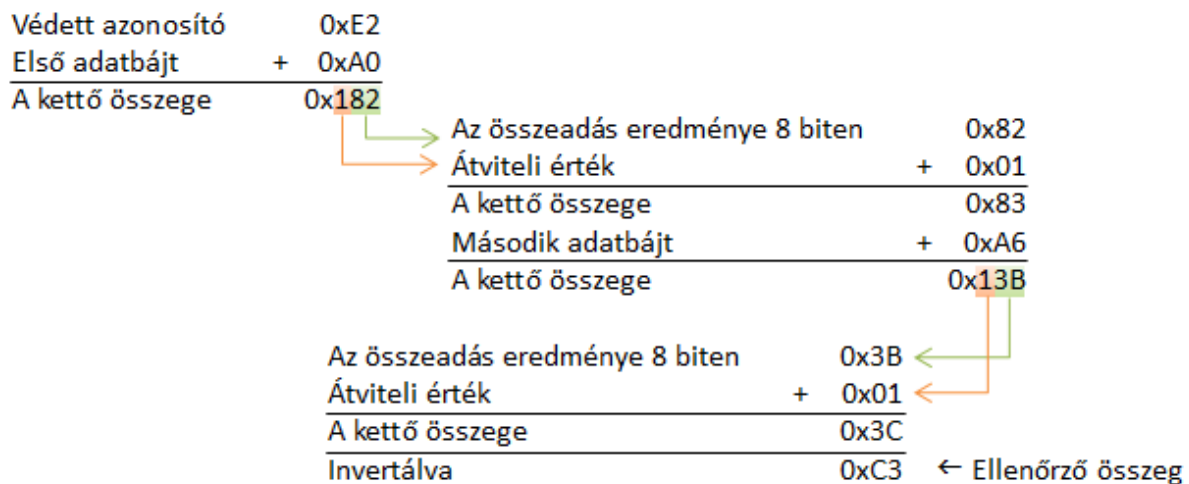 Védett azonosító 0xE2
Első adatbájt + 0xA0
A kettő összege 0x182
Az összeadás eredménye 8 biten 0x82
Átviteli érték + 0x01
A kettő összege 0x83
Második adatbájt + 0xA6
A kettő összege 0x13B
Az összeadás eredménye 8 biten 0x3B
Átviteli érték + 0x01
A kettő összege 0x3C
Invertálva 0xC3 ← Ellenőrző összeg